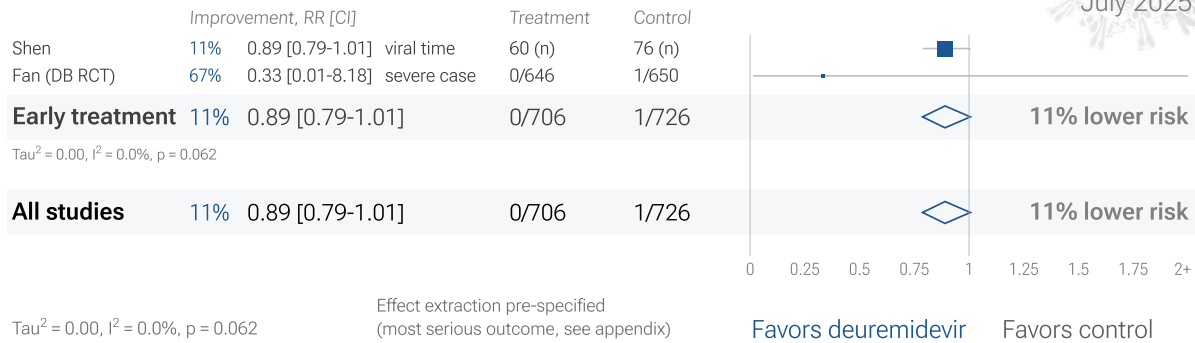 July 2025
Improvement, RR [CI] Treatment Control
Shen 11% 0.89 [0.79-1.01] viral time 60 (n) 76 (n)
Fan (DB RCT) 67% 0.33 [0.01-8.18] severe case 0/646 1/650
Early treatment 11% 0.89 [0.79-1.01] 0/706 1/726 11% lower risk
Tau² = 0.00, I² = 0.0%, p = 0.062
All studies 11% 0.89 [0.79-1.01] 0/706 1/726 11% lower risk
0 0.25 0.5 0.75 1 1.25 1.5 1.75 2+
Effect extraction pre-specified
Tau² = 0.00, I² = 0.0%, p = 0.062 (most serious outcome, see appendix) Favors deuremidevir Favors control